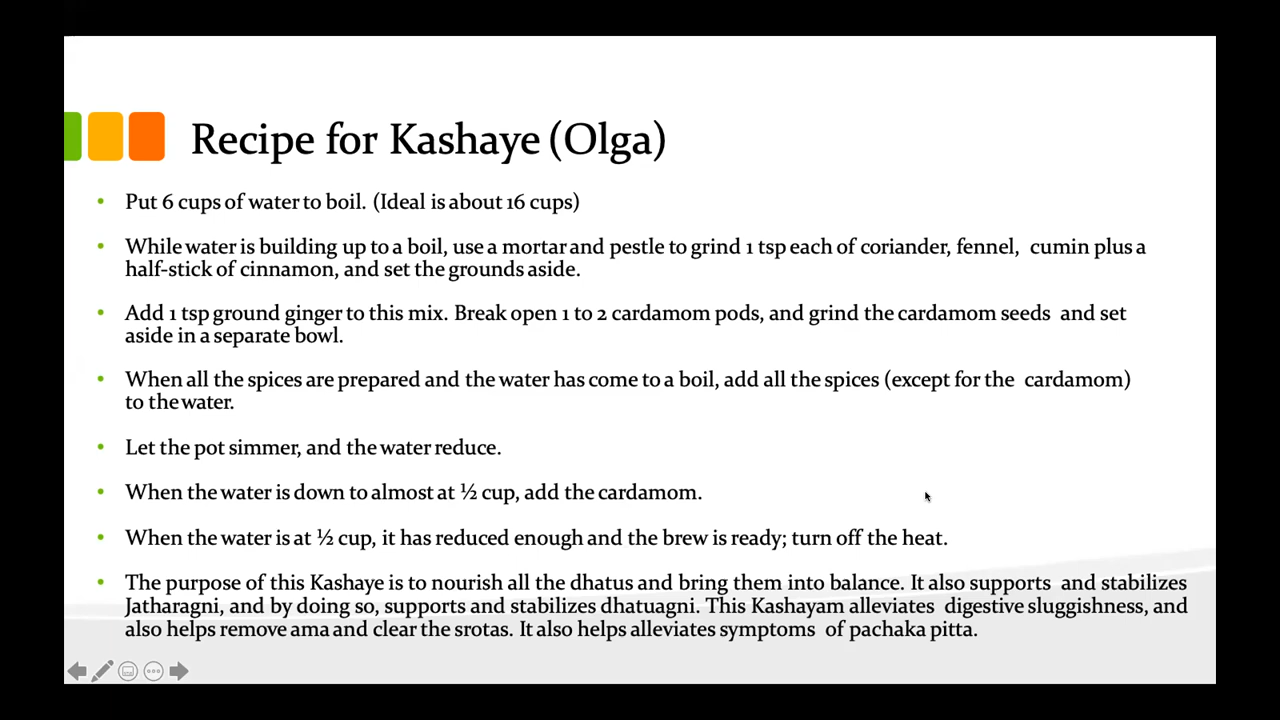 Recipe for Kashaye (Olga)
• Put 6 cups of water to boil. (Ideal is about 16 cups)
• While water is building up to a boil, use a mortar and pestle to grind 1 tsp each of coriander, fennel, cumin plus a
half-stick of cinnamon, and set the grounds aside.
• Add 1 tsp ground ginger to this mix. Break open 1 to 2 cardamom pods, and grind the cardamom seeds and set
aside in a separate bowl.
• When all the spices are prepared and the water has come to a boil, add all the spices (except for the cardamom)
to the water.
• Let the pot simmer, and the water reduce.
• When the water is down to almost at ½ cup, add the cardamom.
• When the water is at ½ cup, it has reduced enough and the brew is ready; turn off the heat.
• The purpose of this Kashaye is to nourish all the dhatus and bring them into balance. It also supports and stabilizes
Jatharagni, and by doing so, supports and stabilizes dhatuagni. This Kashayam alleviates digestive sluggishness, and
also helps remove ama and clear the srotas. It also helps alleviates symptoms of pachaka pitta.